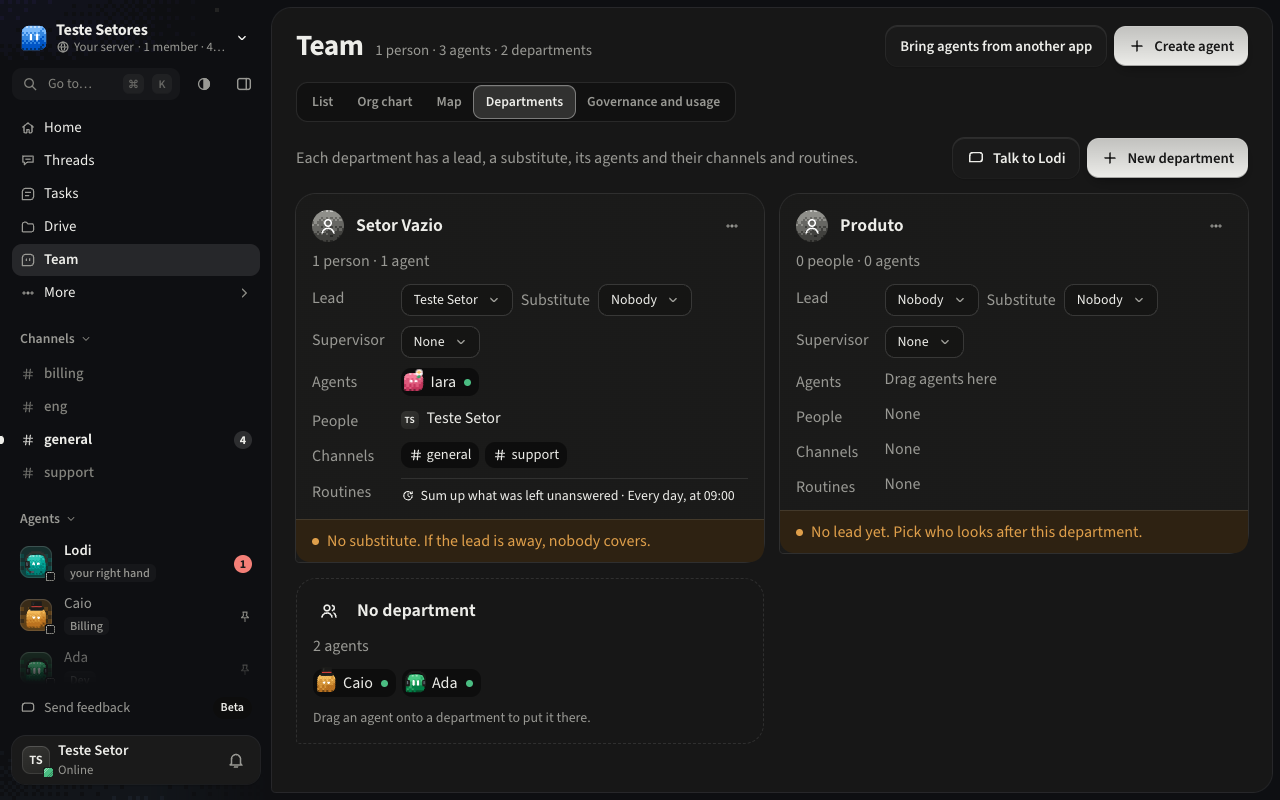 Teste Setores
Your server · 1 member · 4…
Go to…
⌘ K
Home
Threads
Tasks
Drive
Team
More
Channels
# billing
# eng
# general 4
# support
Agents
Lodi
your right hand
1
Caio
Billing
Ada
Dev
Send feedback
Beta
TS
Teste Setor
Online
Team
1 person · 3 agents · 2 departments
Bring agents from another app
Create agent
List
Org chart
Map
Departments
Governance and usage
Each department has a lead, a substitute, its agents and their channels and routines.
Talk to Lodi
New department
Setor Vazio
1 person · 1 agent
Lead Teste Setor Substitute Nobody
Supervisor None
Agents Iara
People TS Teste Setor
Channels # general # support
Routines Sum up what was left unanswered · Every day, at 09:00
No substitute. If the lead is away, nobody covers.
Produto
0 people · 0 agents
Lead Nobody Substitute Nobody
Supervisor None
Agents Drag agents here
People None
Channels None
Routines None
No lead yet. Pick who looks after this department.
No department
2 agents
Caio Ada
Drag an agent onto a department to put it there.